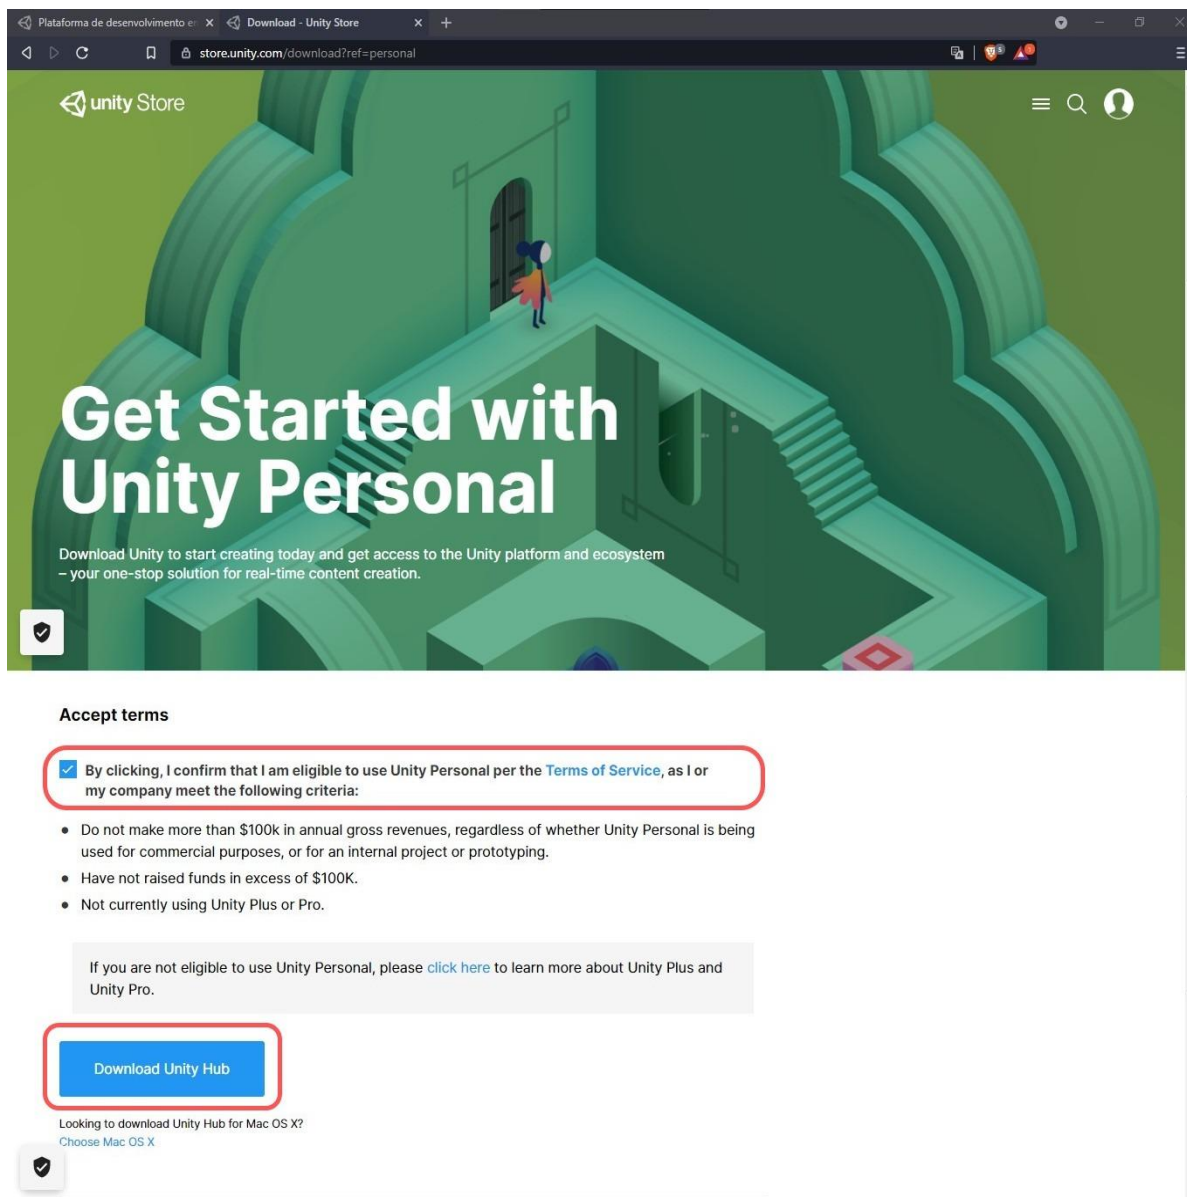 Plataforma de desenvolvimento e
Download - Unity Store
store.unity.com/download?ref=personal
unity Store
Get Started with
Unity Personal
Download Unity to start creating today and get access to the Unity platform and ecosystem
– your one-stop solution for real-time content creation.
Accept terms
By clicking, I confirm that I am eligible to use Unity Personal per the Terms of Service, as I or
my company meet the following criteria:
• Do not make more than $100k in annual gross revenues, regardless of whether Unity Personal is being
used for commercial purposes, or for an internal project or prototyping.
• Have not raised funds in excess of $100K.
• Not currently using Unity Plus or Pro.
If you are not eligible to use Unity Personal, please click here to learn more about Unity Plus and
Unity Pro.
Download Unity Hub
Looking to download Unity Hub for Mac OS X?
Choose Mac OS X